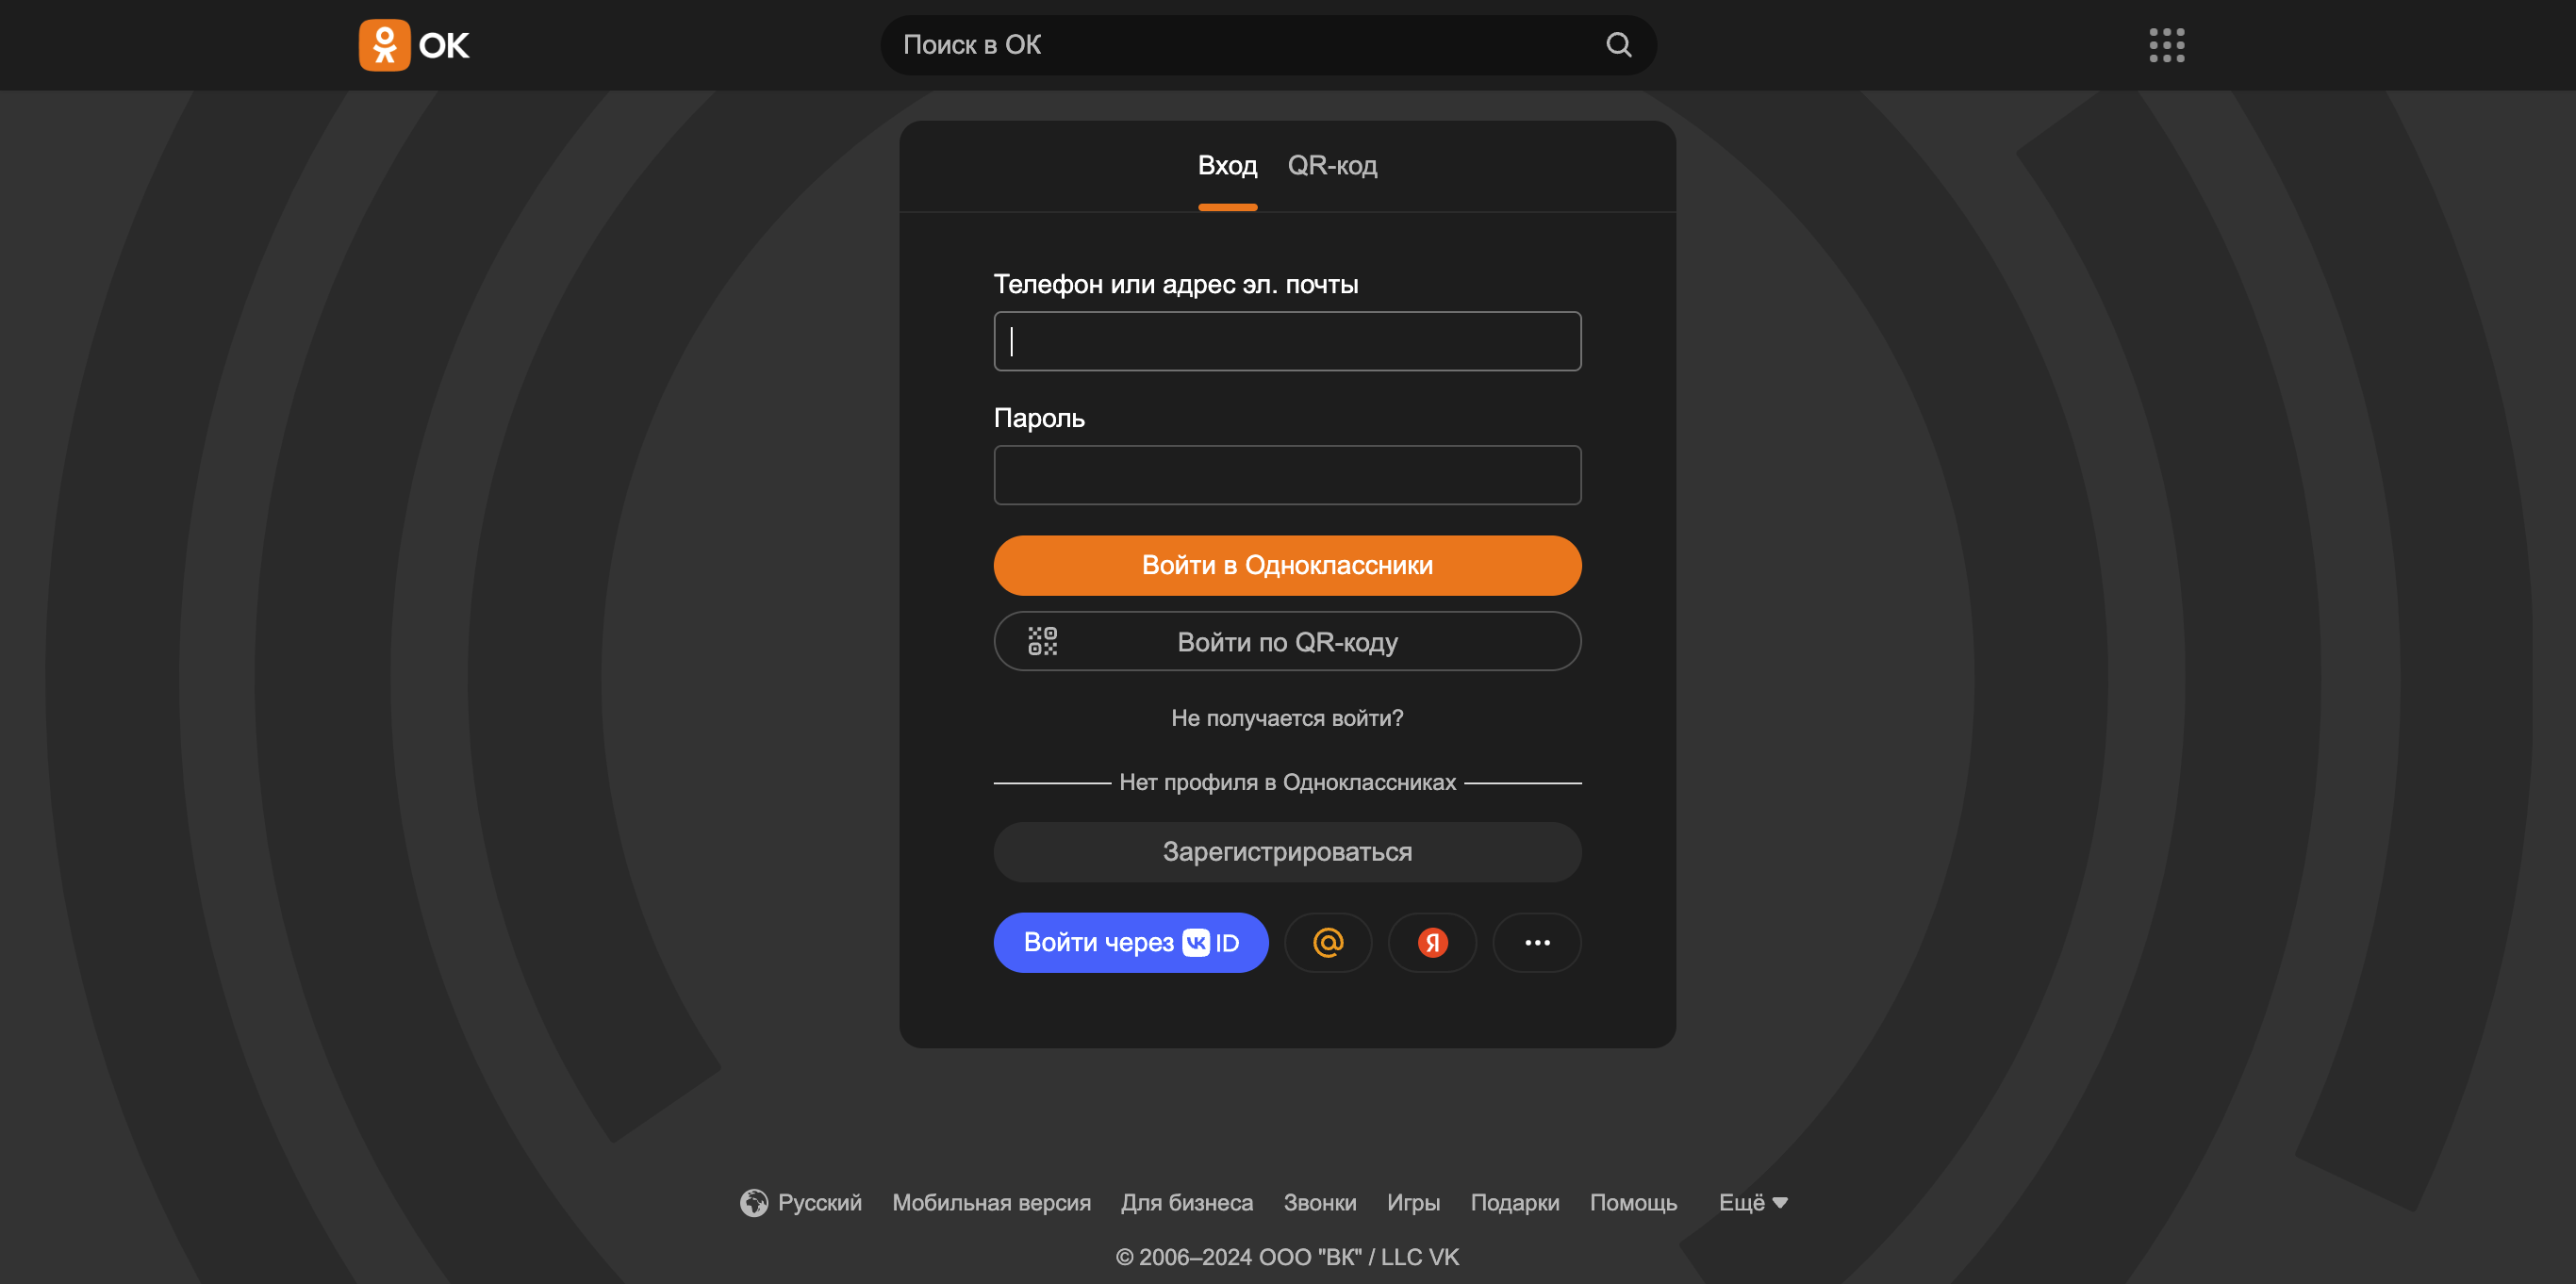 ОК
Поиск в ОК
Вход QR-код
Телефон или адрес эл. почты
Пароль
Войти в Одноклассники
Войти по QR-коду
Не получается войти?
Нет профиля в Одноклассниках
Зарегистрироваться
Войти через VK ID @ Я ...
Русский Мобильная версия Для бизнеса Звонки Игры Подарки Помощь Ещё
© 2006–2024 ООО "ВК" / LLC VK